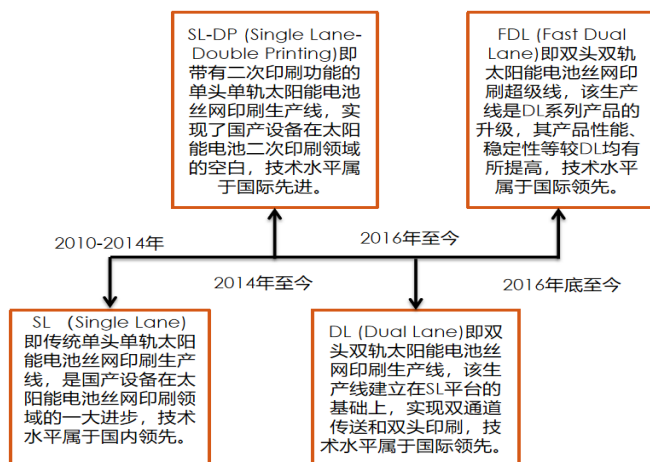 SL-DP (Single Lane-
Double Printing)即
带有二次印刷功能的
单头单轨太阳能电池
丝网印刷生产线，实
现了国产设备在太阳
能电池二次印刷领域
的空白，技术水平属
于国际先进。
FDL (Fast Dual
Lane)即双头双轨
太阳能电池丝网印
刷超级线，该生产
线是DL系列产品的
升级，其产品性能、
稳定性等较DL均有
所提高，技术水平
属于国际领先。
2010-2014年
2016年至今
2014年至今
2016年底至今
SL （Single Lane)
即传统单头单轨太阳
能电池丝网印刷生产
线，是国产设备在太
阳能电池丝网印刷领
域的一大进步，技术
水平属于国内领先。
DL (Dual Lane)即双
头双轨太阳能电池丝
网印刷生产线，该生
产线建立在SL平台的
基础上，实现双通道
传送和双头印刷，技
术水平属于国际领先。